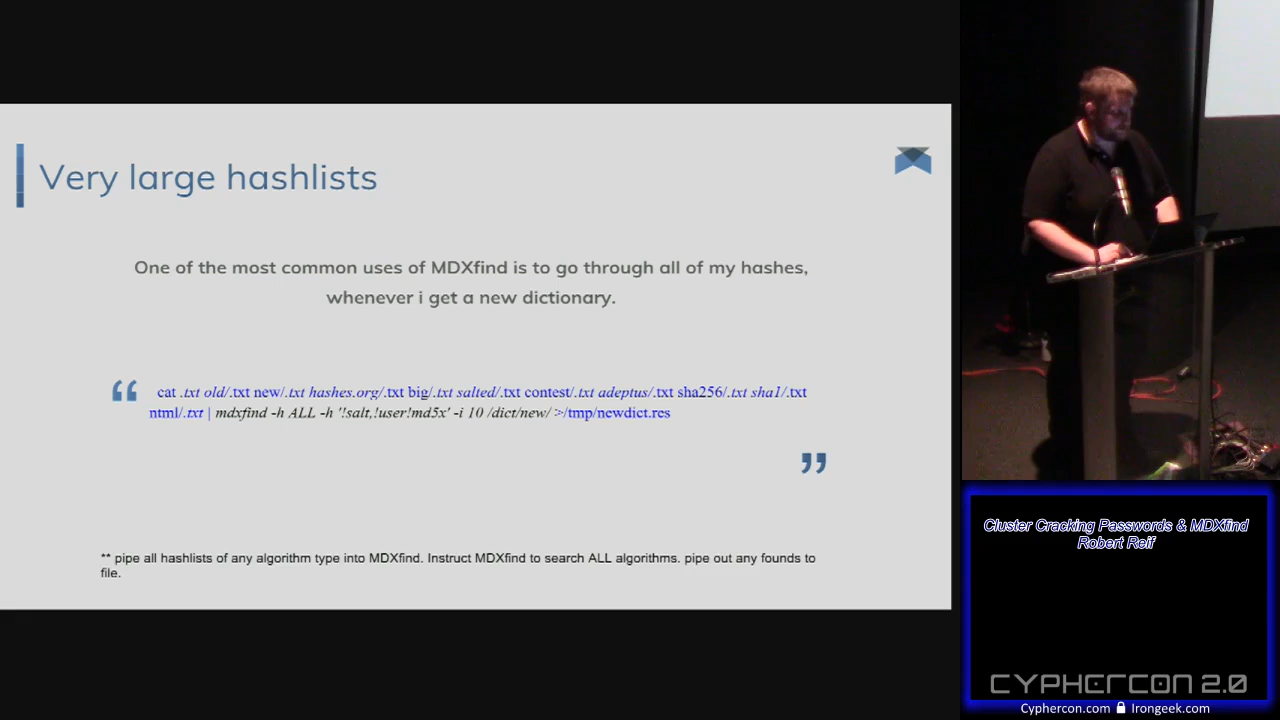 Very large hashlists
One of the most common uses of MDXfind is to go through all of my hashes,
whenever i get a new dictionary.
“ cat .txt old/.txt new/.txt hashes.org/.txt big/.txt salted/.txt contest/.txt adeptus/.txt sha256/.txt sha1/.txt
ntml/.txt | mdxfind -h ALL -h '!salt,!user!md5x' -i 10 /dict/new/ >/tmp/newdict.res
”
** pipe all hashlists of any algorithm type into MDXfind. Instruct MDXfind to search ALL algorithms. pipe out any founds to
file.
Cluster Cracking Passwords & MDXfind
Robert Reif
CYPHERCON 2.0
Cyphercon.com Irongeek.com